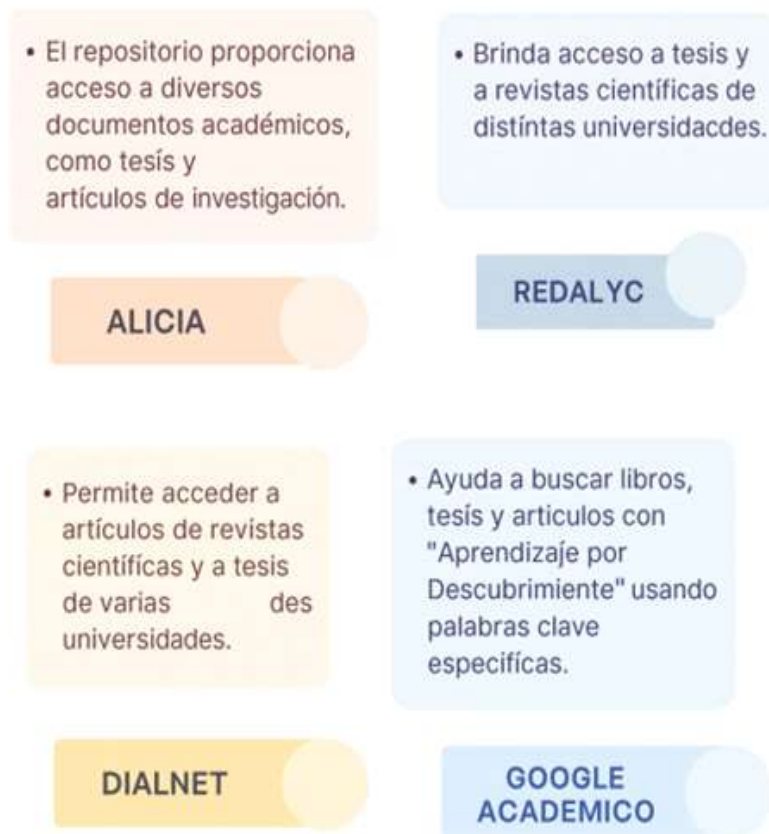 • El repositorio proporciona
acceso a diversos
documentos académicos,
como tesís y
artículos de investigación.
ALICIA
• Brinda acceso a tesis y
a revistas científicas de
distíntas universidacdes.
REDALYC
• Permite acceder a
artículos de revistas
científícas y a tesis
de varias des
universidades.
DIALNET
• Ayuda a buscar libros,
tesís y articulos con
"Aprendizaje por
Descubrimiente" usando
palabras clave
especifícas.
GOOGLE
ACADEMICO